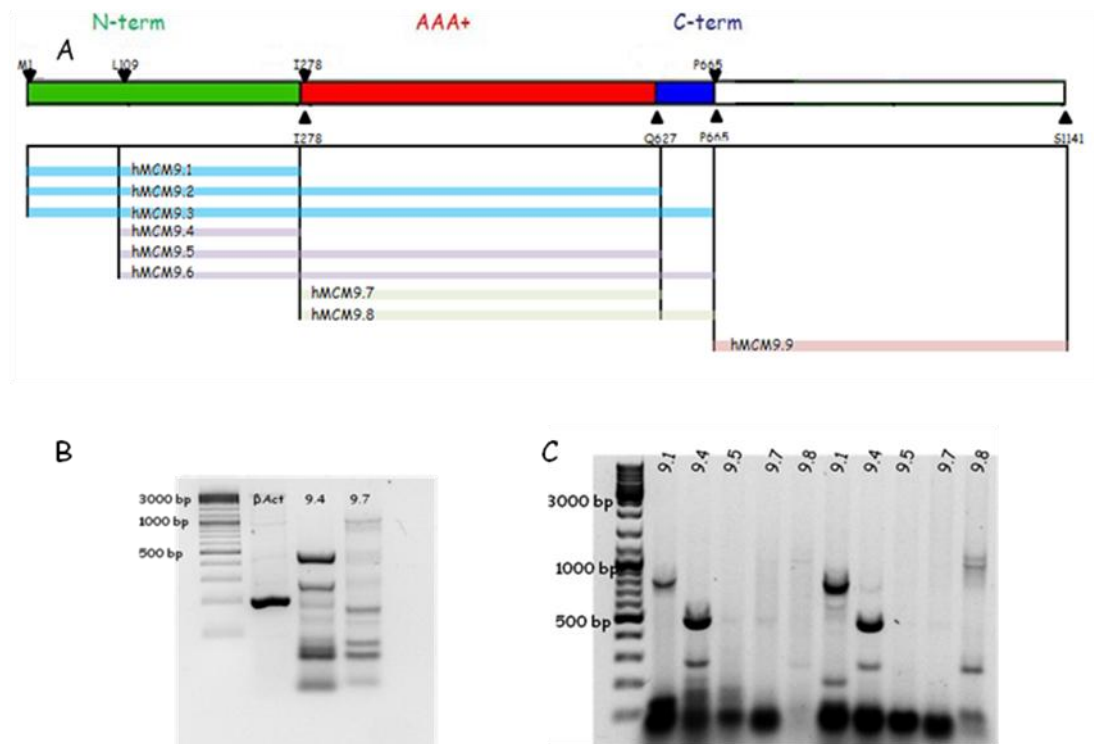 N-term AAA+ C-term
A
M1 L109 I278 P665
I278 Q627 P665 S1141
hMCM9.1
hMCM9.2
hMCM9.3
hMCM9.4
hMCM9.5
hMCM9.6
hMCM9.7
hMCM9.8
hMCM9.9
B
βAct 9.4 9.7
3000 bp
1000 bp
500 bp
C
9.1 9.4 9.5 9.7 9.8 9.1 9.4 9.5 9.7 9.8
3000 bp
1000 bp
500 bp